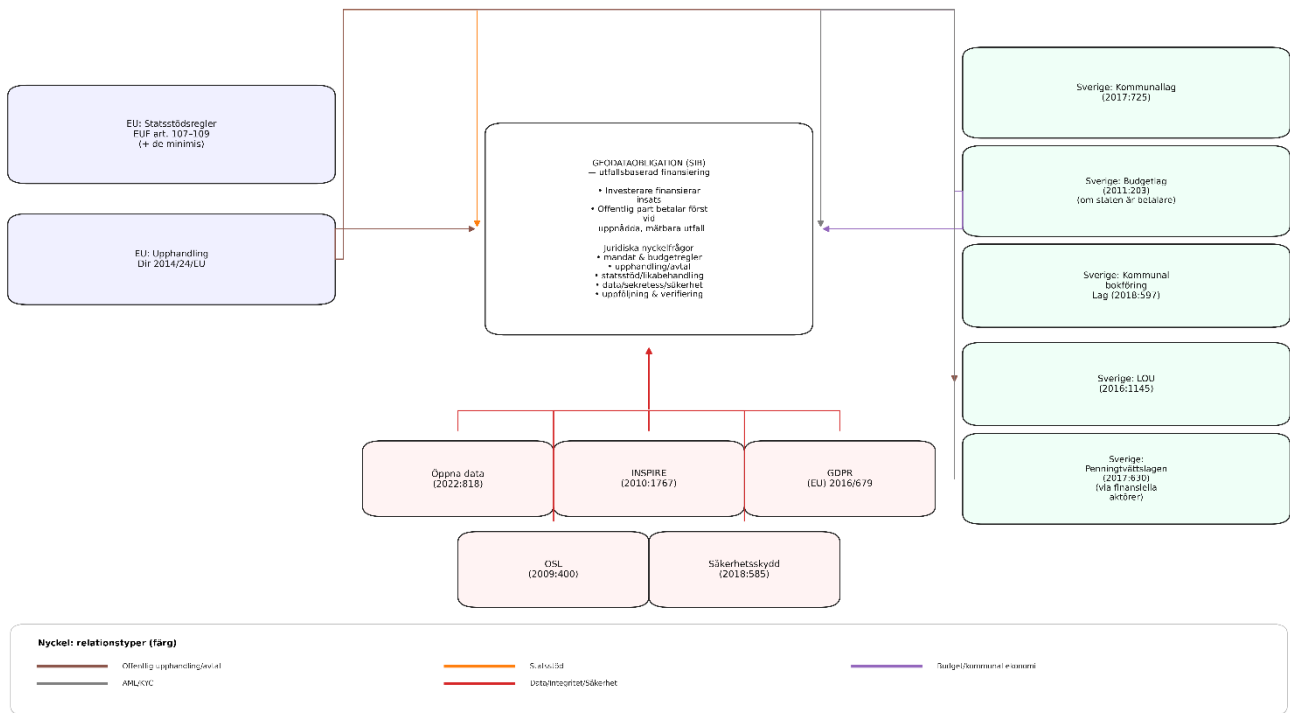 EU: Statsstödsregler
EUF art. 107–109
(+ de minimis)
EU: Upphandling
Dir 2014/24/EU
GEODATAOBLIGATION (SIB)
— utfallsbaserad finansiering
• Investerare finansierar
insats
• Offentlig part betalar först
vid
uppnådda, mätbara utfall
Juridiska nyckelfrågor
• mandat & budgetregler
• upphandling/avtal
• statsstöd/likabehandling
• data/sekretess/säkerhet
• uppföljning & verifiering
Sverige: Kommunallag
(2017:725)
Sverige: Budgetlag
(2011:203)
(om staten är betalare)
Sverige: Kommunal
bokföring
Lag (2018:597)
Sverige: LOU
(2016:1145)
Sverige:
Penningtvättslagen
(2017:630)
(via finansiella
aktörer)
Öppna data
(2022:818)
INSPIRE
(2010:1767)
GDPR
(EU) 2016/679
OSL
(2009:400)
Säkerhetsskydd
(2018:585)
Nyckel: relationstyper (färg)
Offentlig upphandling/avtal
Statsstöd
Budget/kommunal ekonomi
AML/KYC
Data/Integritet/Säkerhet